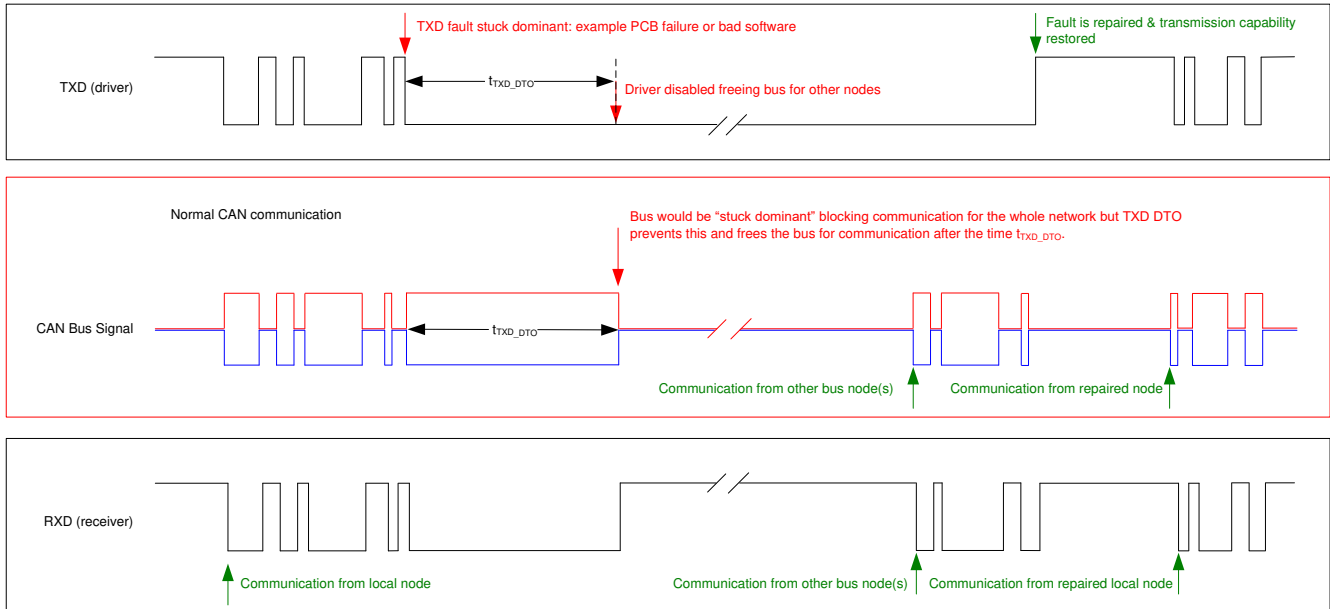 TXD fault stuck dominant: example PCB failure or bad software
Fault is repaired & transmission capability
restored
TXD (driver)
tTXD_DTO
Driver disabled freeing bus for other nodes
Normal CAN communication
Bus would be “stuck dominant” blocking communication for the whole network but TXD DTO
prevents this and frees the bus for communication after the time tTXD_DTO.
CAN Bus Signal
tTXD_DTO
Communication from other bus node(s)
Communication from repaired node
RXD (receiver)
Communication from local node
Communication from other bus node(s)
Communication from repaired local node